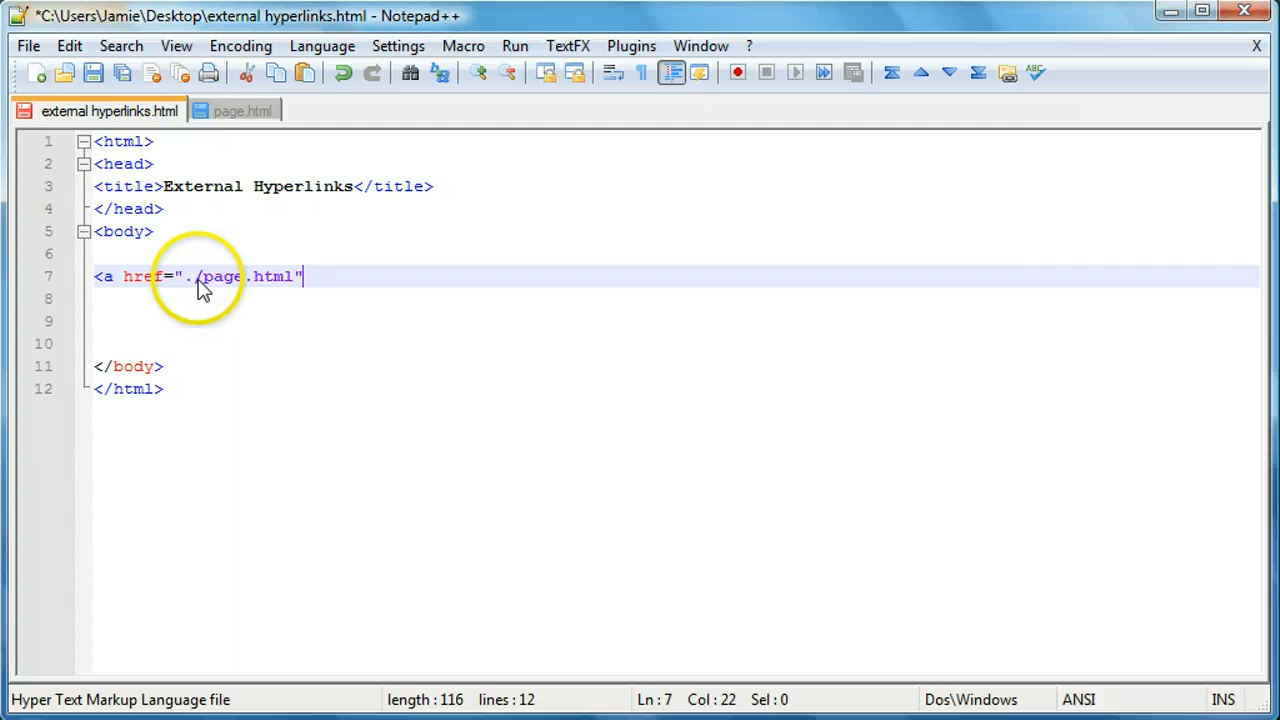 *C:\Users\Jamie\Desktop\external hyperlinks.html - Notepad++
File Edit Search View Encoding Language Settings Macro Run TextFX Plugins Window ? X
ABC
external hyperlinks.html page.html
1 <html>
2 <head>
3 <title>External Hyperlinks</title>
4 </head>
5 <body>
6
7 <a href="./page.html"
8
9
10
11 </body>
12 </html>
Hyper Text Markup Language file length : 116 lines : 12 Ln : 7 Col : 22 Sel : 0 Dos\Windows ANSI INS